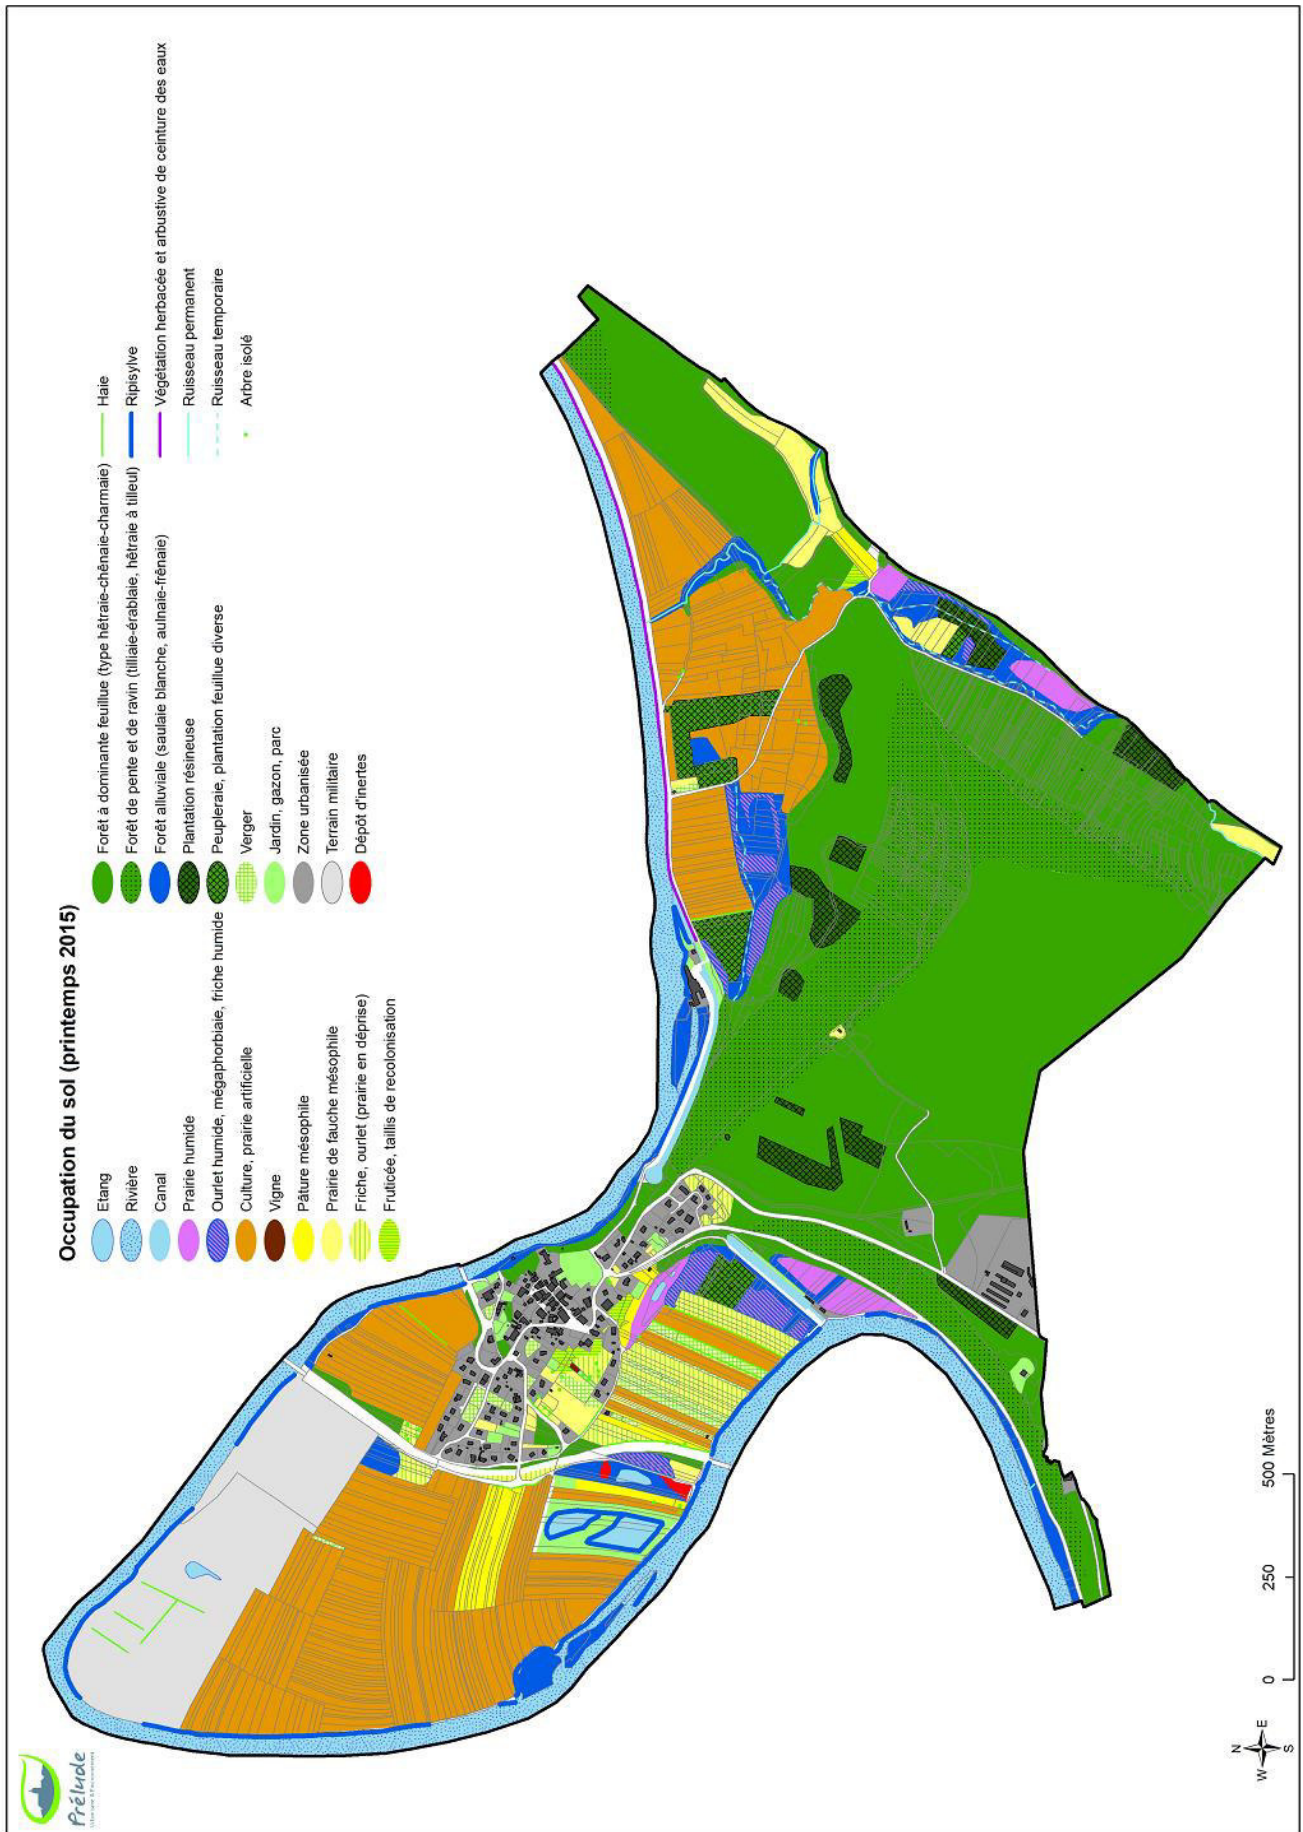 Occupation du sol (printemps 2015)
Etang
Rivière
Canal
Prairie humide
Ourlet humide, mégaphorbiaie, friche humide
Culture, prairie artificielle
Vigne
Pâture mésophile
Prairie de fauche mésophile
Friche, ourlet (prairie en déprise)
Fruticée, taillis de recolonisation
Forêt à dominante feuillue (type hêtraie-chênaie-charmaie)
Forêt de pente et de ravin (tilliaie-érablaie, hêtraie à tilleul)
Forêt alluviale (saulaie blanche, aulnaie-frênaie)
Plantation résineuse
Peupleraie, plantation feuillue diverse
Verger
Jardin, gazon, parc
Zone urbanisée
Terrain militaire
Dépôt d'inertes
Haie
Ripisylve
Végétation herbacée et arbustive de ceinture des eaux
Ruisseau permanent
Ruisseau temporaire
Arbre isolé
Prélude
N
W E
S
0 250 500 Mètres